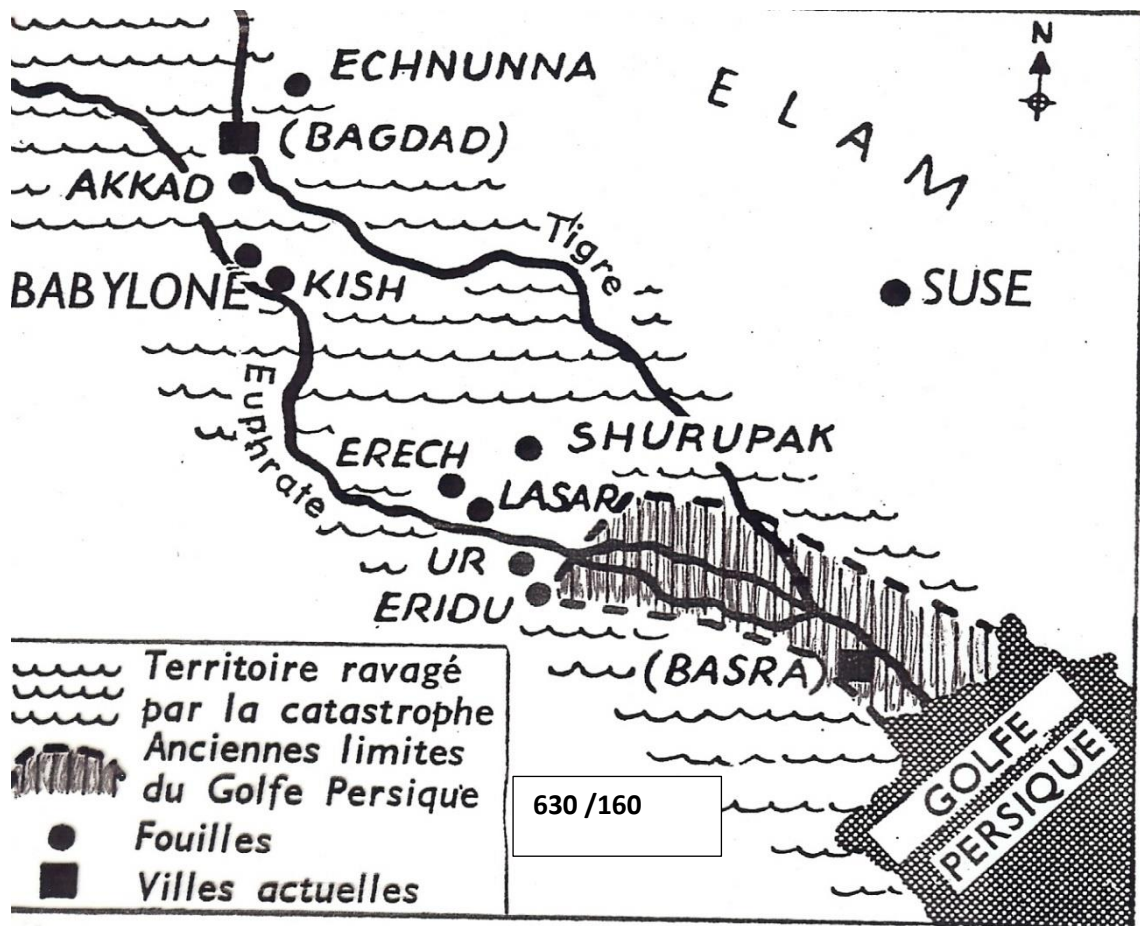 N
ECHNUNNA
ELAM
(BAGDAD)
AKKAD
Tigre
BABYLONE
KISH
SUSE
Euphrate
SHURUPAK
ERECH
LASAR
UR
ERIDU
(BASRA)
GOLFE
PERSIQUE
Territoire ravagé
par la catastrophe
Anciennes limites
du Golfe Persique
Fouilles
Villes actuelles
630 /160